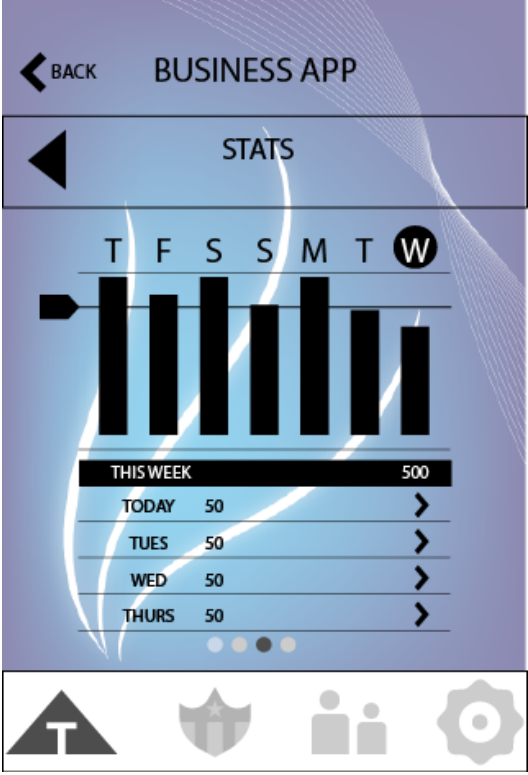 BACK BUSINESS APP
STATS
T F S S M T W
THIS WEEK 500
TODAY 50
TUES 50
WED 50
THURS 50
T